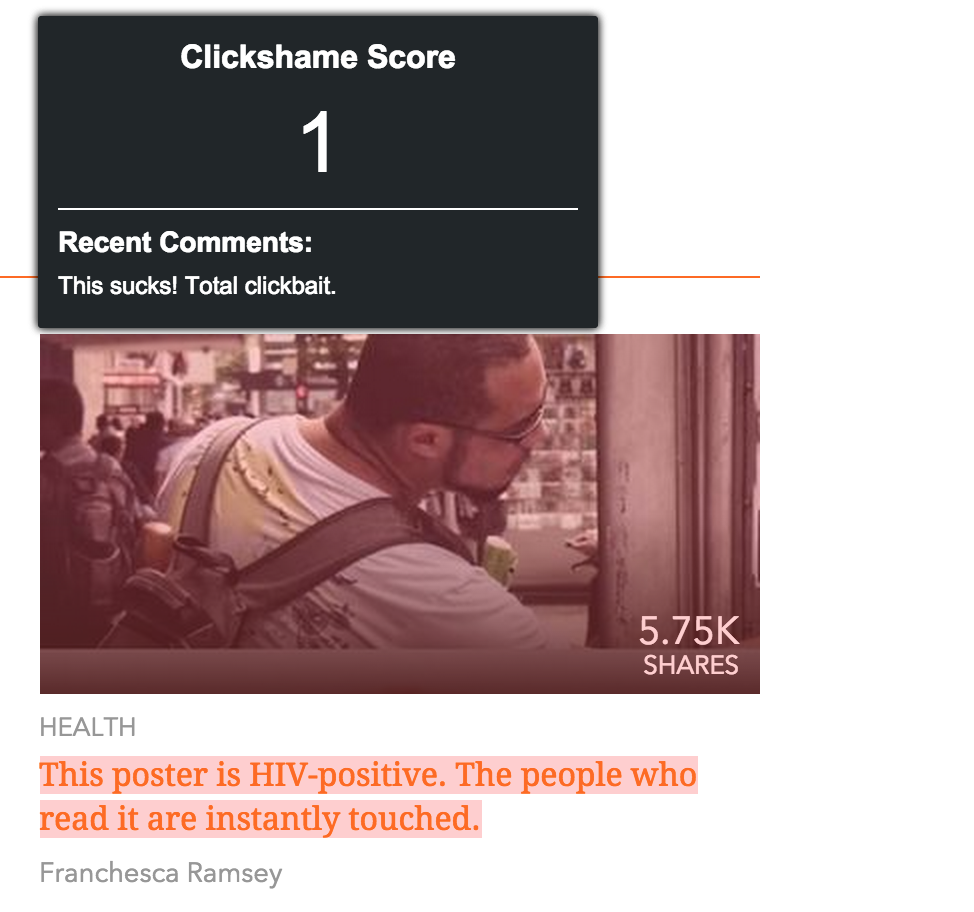 Clickshame Score
1
Recent Comments:
This sucks! Total clickbait.
5.75K
SHARES
HEALTH
This poster is HIV-positive. The people who
read it are instantly touched.
Franchesca Ramsey